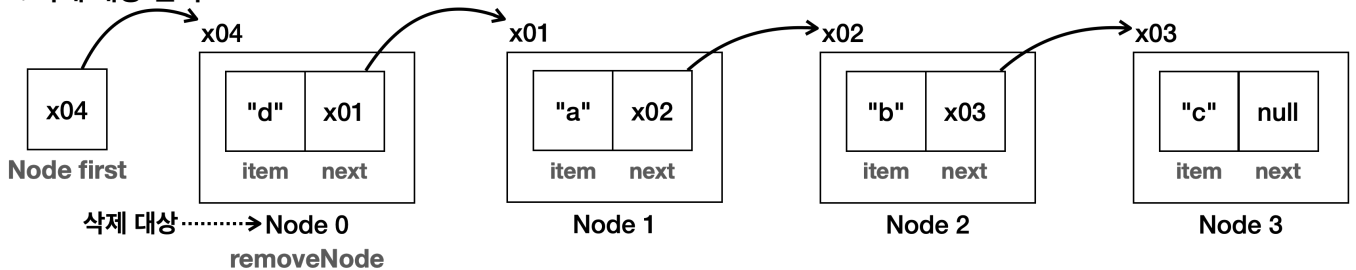 x04 x01 x02 x03
x04 "d" x01 "a" x02 "b" x03 "c" null
Node first item next item next item next item next
삭제 대상 Node 0 Node 1 Node 2 Node 3
removeNode